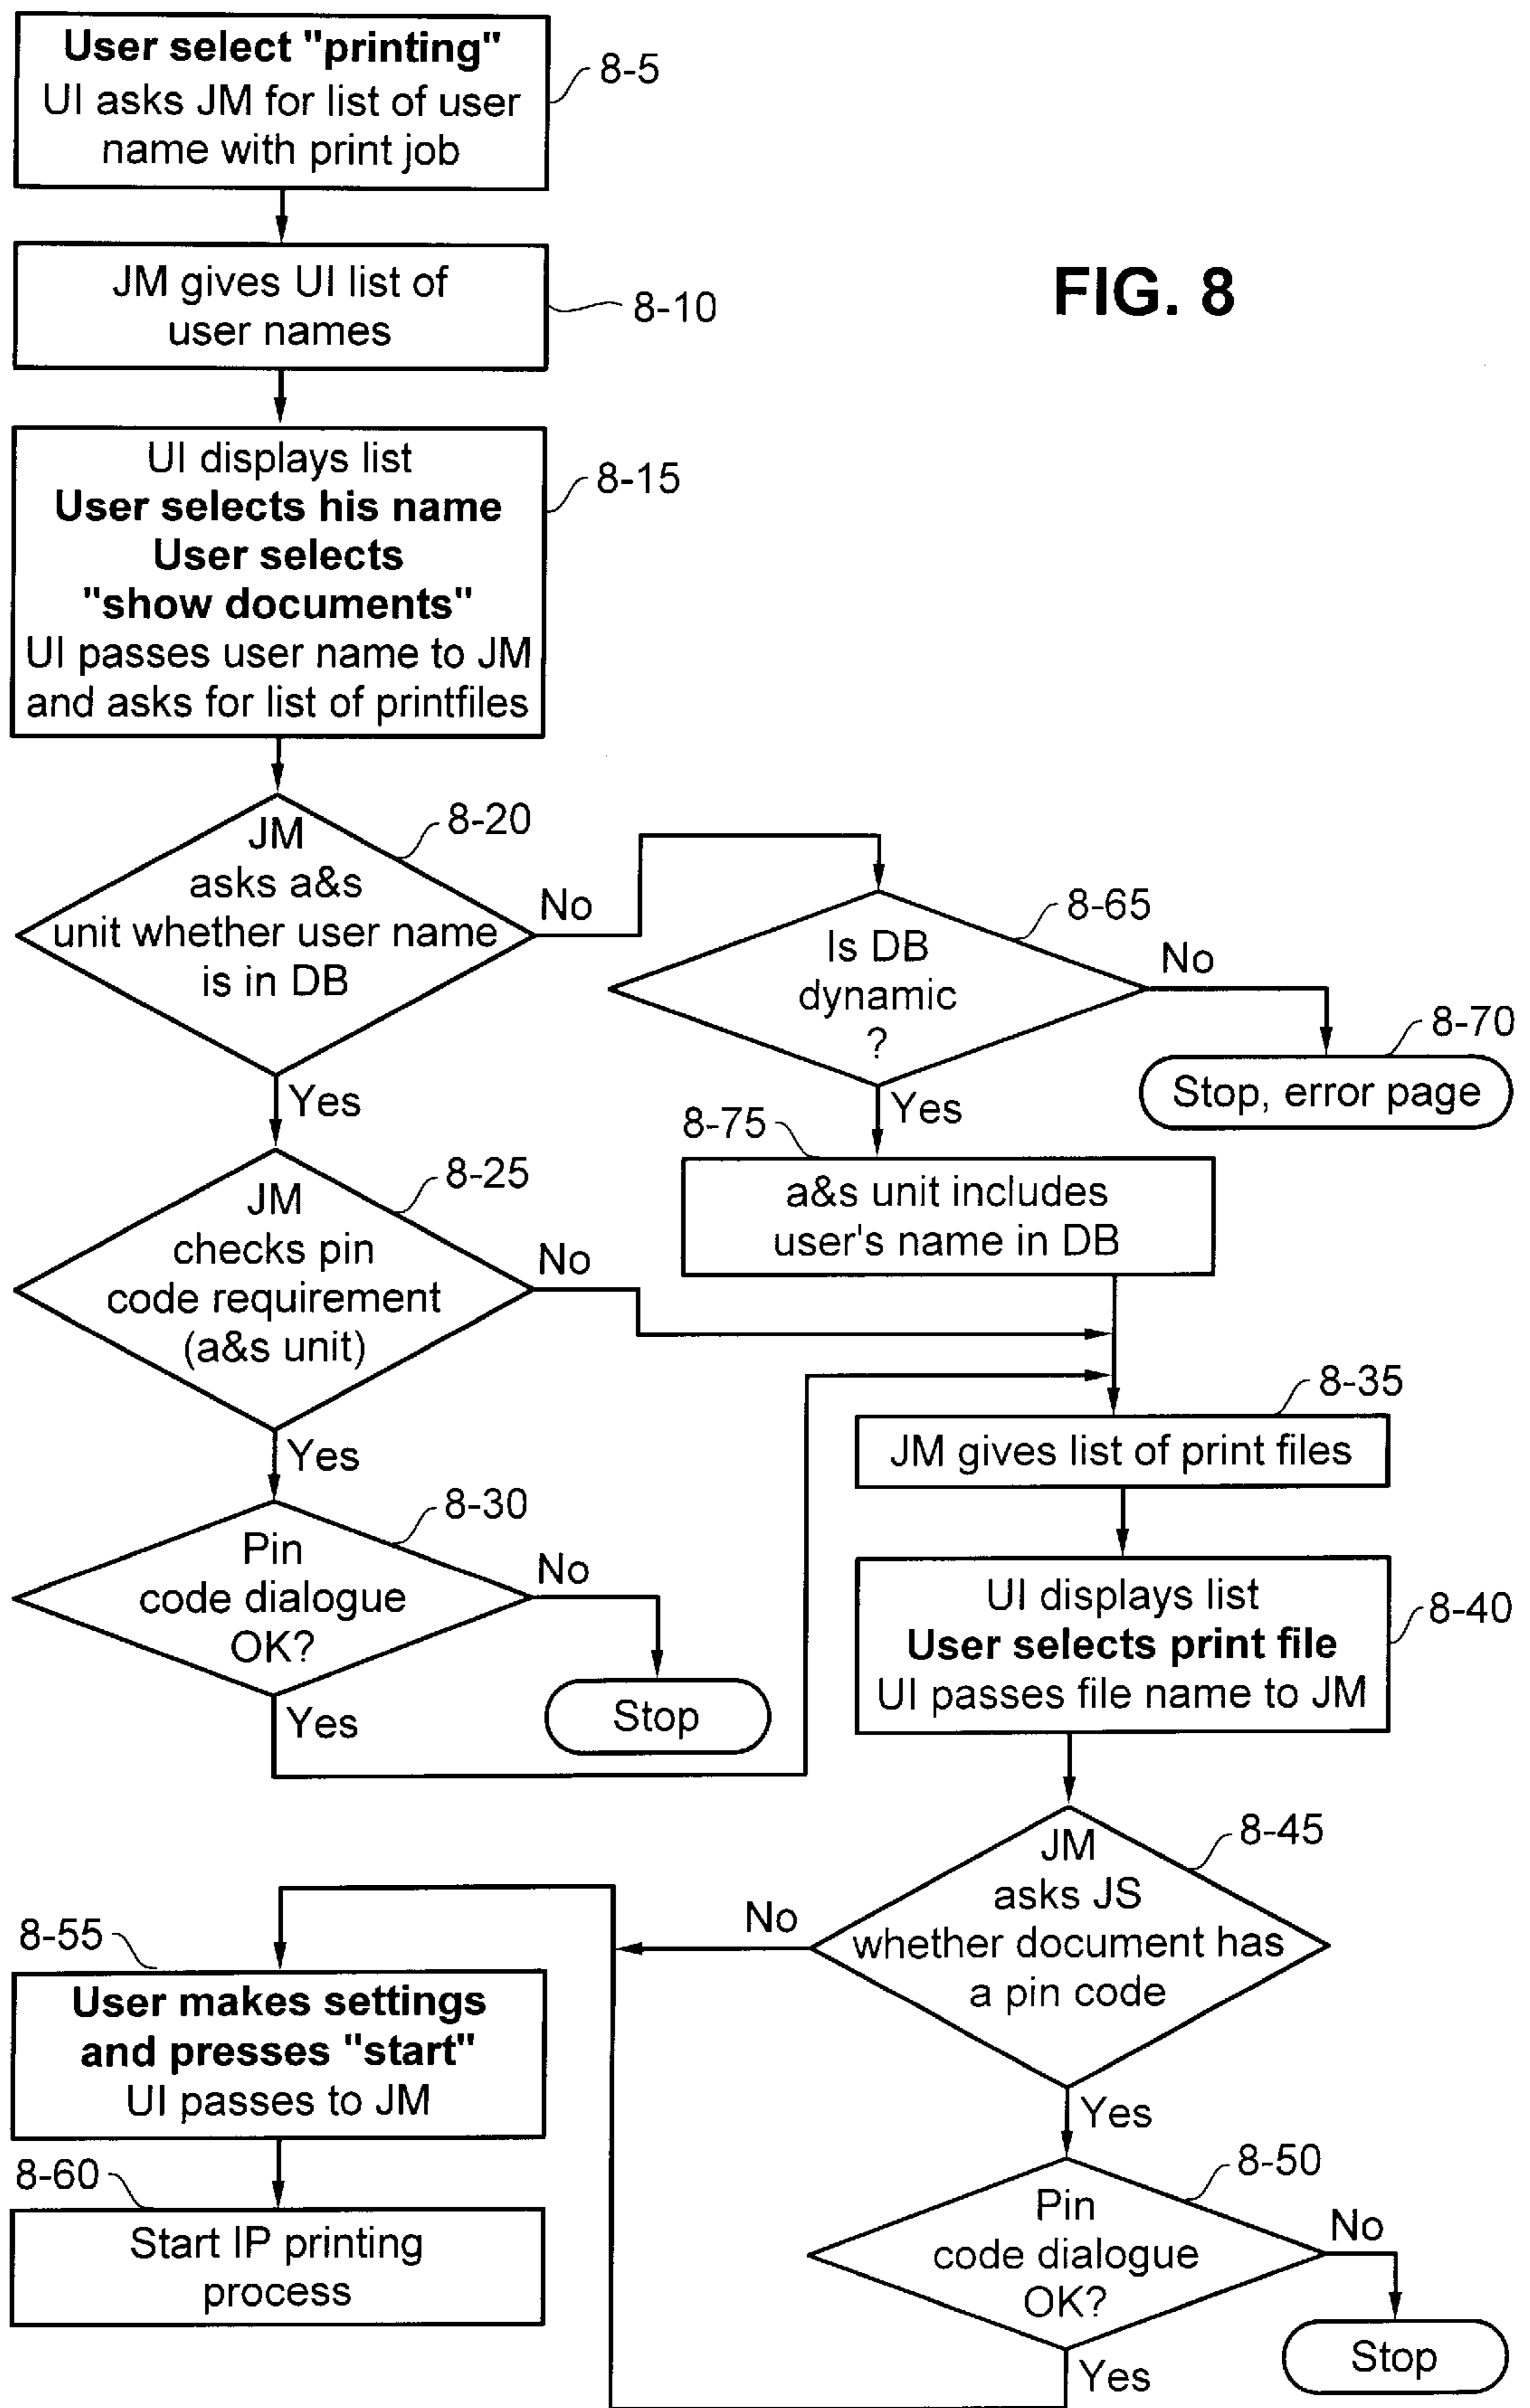 User select "printing"
UI asks JM for list of user
name with print job
8-5
JM gives UI list of
user names
8-10
FIG. 8
UI displays list
User selects his name
User selects
"show documents"
UI passes user name to JM
and asks for list of printfiles
8-15
JM
asks a&s
unit whether user name
is in DB
8-20
No
Yes
Is DB
dynamic
?
8-65
No
8-70
Stop, error page
Yes
8-75
a&s unit includes
user's name in DB
JM
checks pin
code requirement
(a&s unit)
8-25
No
Yes
Pin
code dialogue
OK?
8-30
No
Stop
Yes
8-35
JM gives list of print files
UI displays list
User selects print file
UI passes file name to JM
8-40
JM
asks JS
whether document has
a pin code
8-45
No
Yes
8-55
User makes settings
and presses "start"
UI passes to JM
8-60
Start IP printing
process
Pin
code dialogue
OK?
8-50
No
Stop
Yes